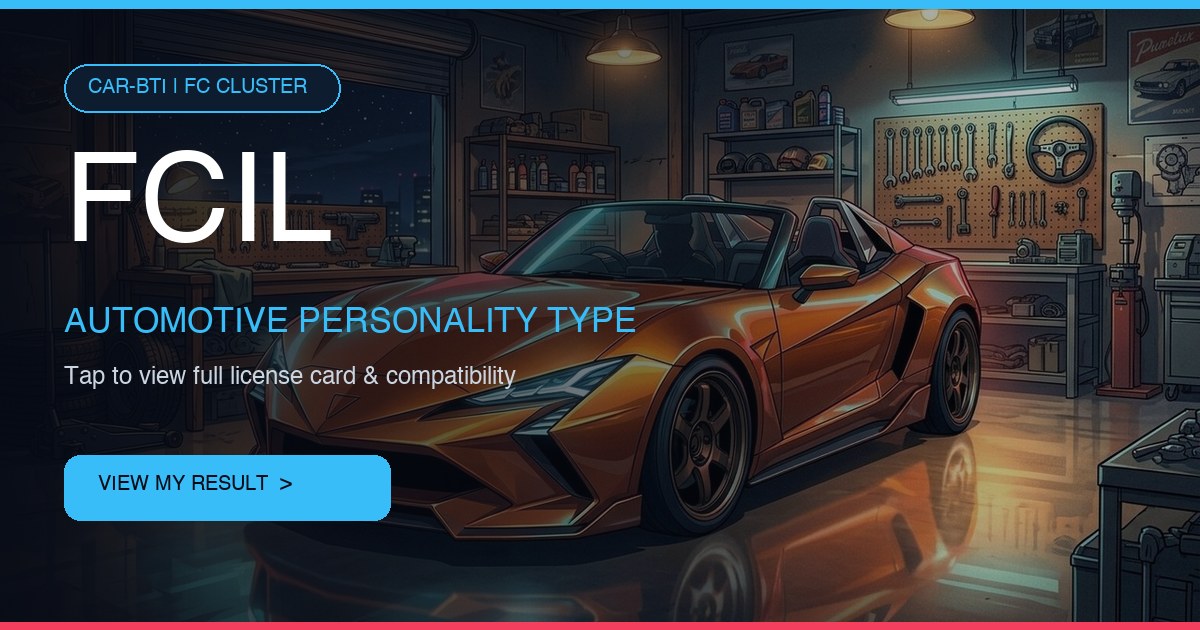 CAR-BTI | FC CLUSTER
FCIL
AUTOMOTIVE PERSONALITY TYPE
Tap to view full license card & compatibility
VIEW MY RESULT >